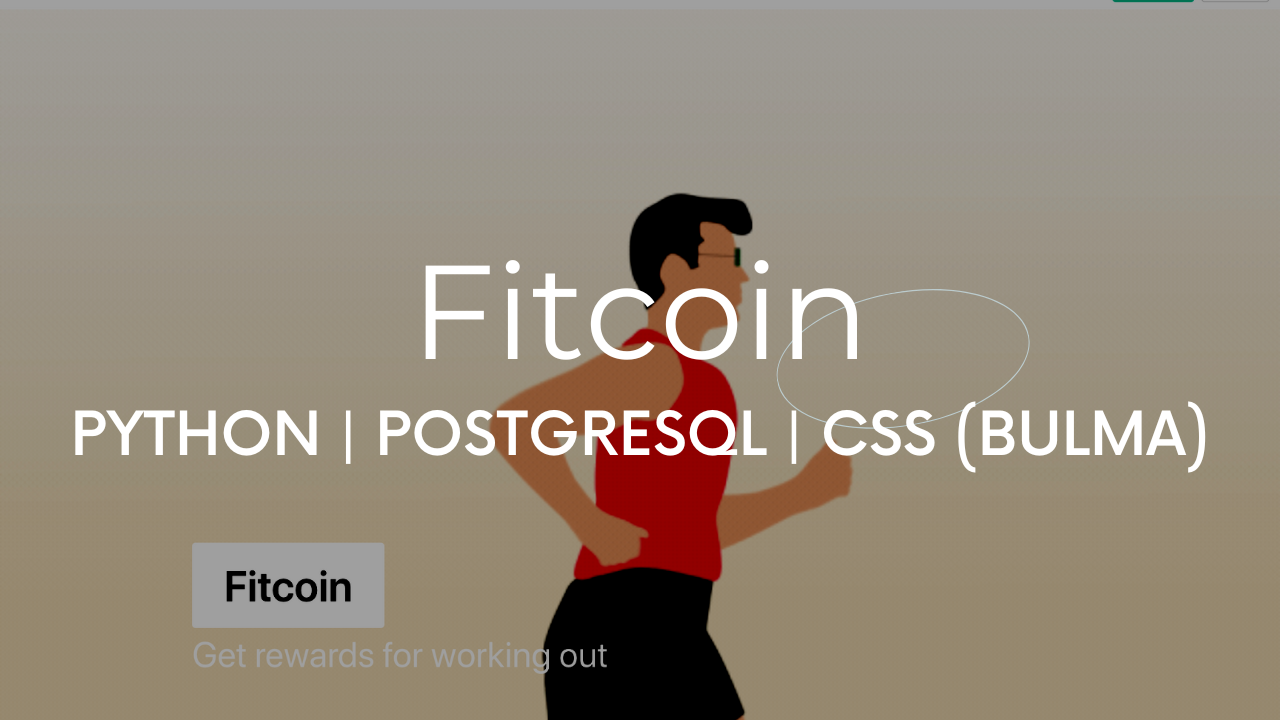 Fitcoin
PYTHON | POSTGRESQL | CSS (BULMA)
Fitcoin
Get rewards for working out